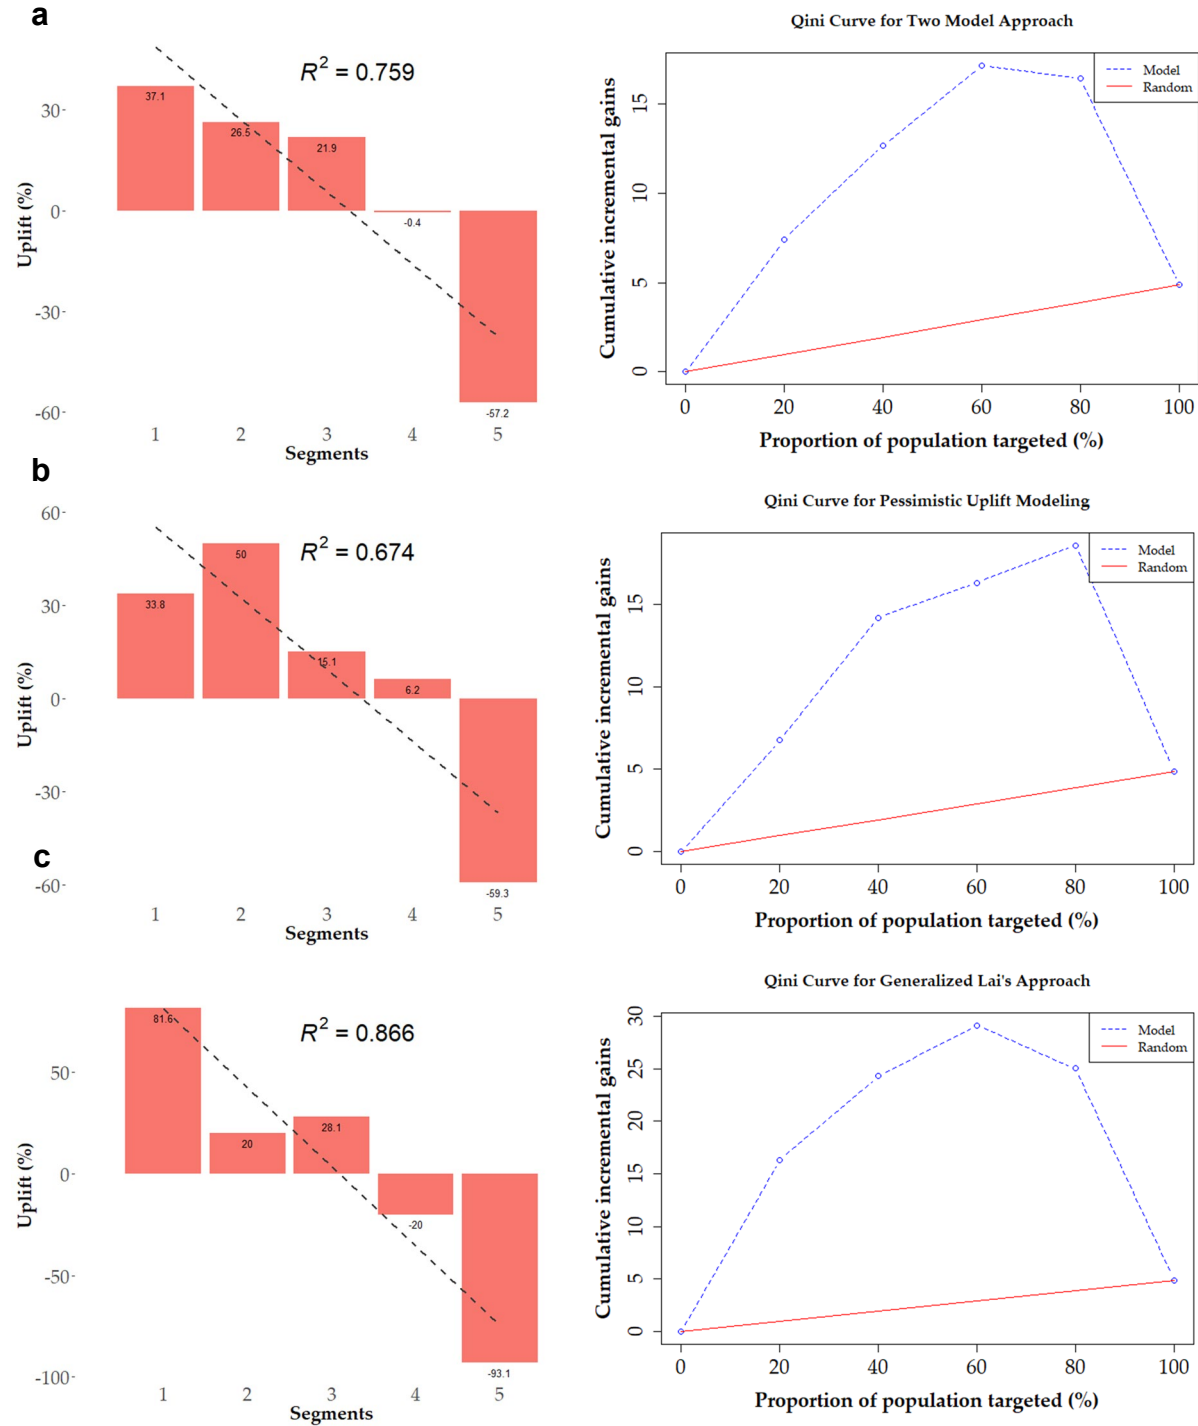 a
R² = 0.759
30
0
-30
-60
Uplift (%)
37.1
26.5
21.9
-0.4
-57.2
1 2 3 4 5
Segments
Qini Curve for Two Model Approach
Model
Random
Cumulative incremental gains
15
10
5
0
0 20 40 60 80 100
Proportion of population targeted (%)
b
R² = 0.674
60
30
0
-30
-60
Uplift (%)
33.8
50
15.1
6.2
-59.3
1 2 3 4 5
Segments
Qini Curve for Pessimistic Uplift Modeling
Model
Random
Cumulative incremental gains
15
10
5
0
0 20 40 60 80 100
Proportion of population targeted (%)
c
R² = 0.866
50
0
-50
-100
Uplift (%)
81.6
20
28.1
-20
-93.1
1 2 3 4 5
Segments
Qini Curve for Generalized Lai's Approach
Model
Random
Cumulative incremental gains
30
25
20
15
10
5
0
0 20 40 60 80 100
Proportion of population targeted (%)